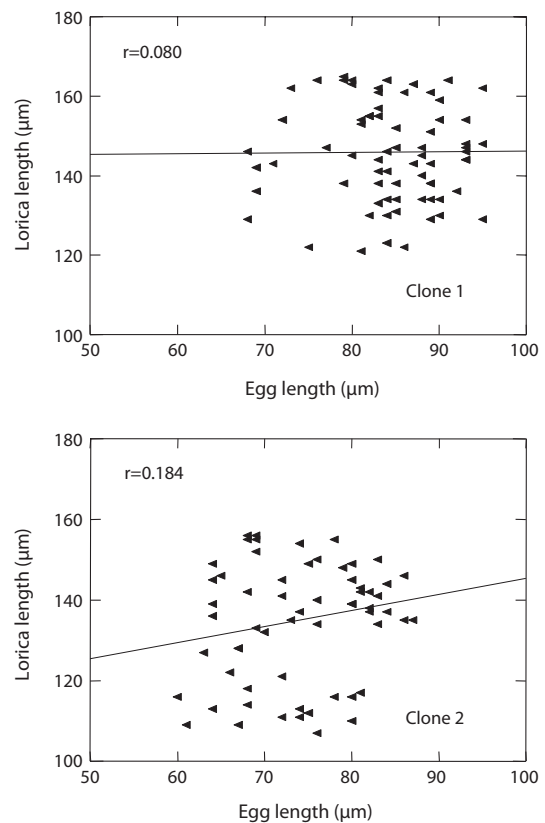 180
r=0.080
160
140
120
Clone 1
100
50 60 70 80 90 100
Lorica length (µm)
Egg length (µm)
180
r=0.184
160
140
120
Clone 2
100
50 60 70 80 90 100
Lorica length (µm)
Egg length (µm)